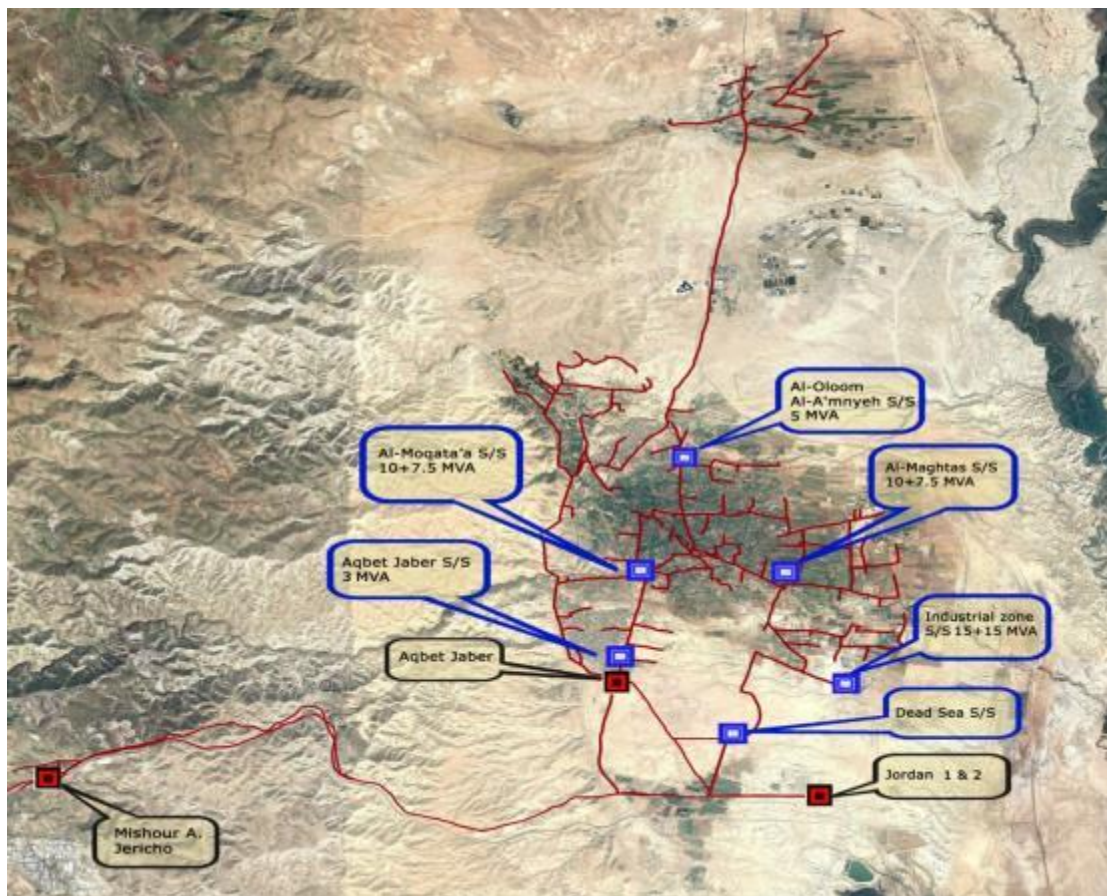 Al-Oloom
Al-A'mnyeh S/S
5 MVA
Al-Moqata'a S/S
10+7.5 MVA
Al-Maghtas S/S
10+7.5 MVA
Aqbet Jaber S/S
3 MVA
Industrial zone
S/S 15+15 MVA
Aqbet Jaber
Dead Sea S/S
Jordan 1 & 2
Mishour A.
Jericho